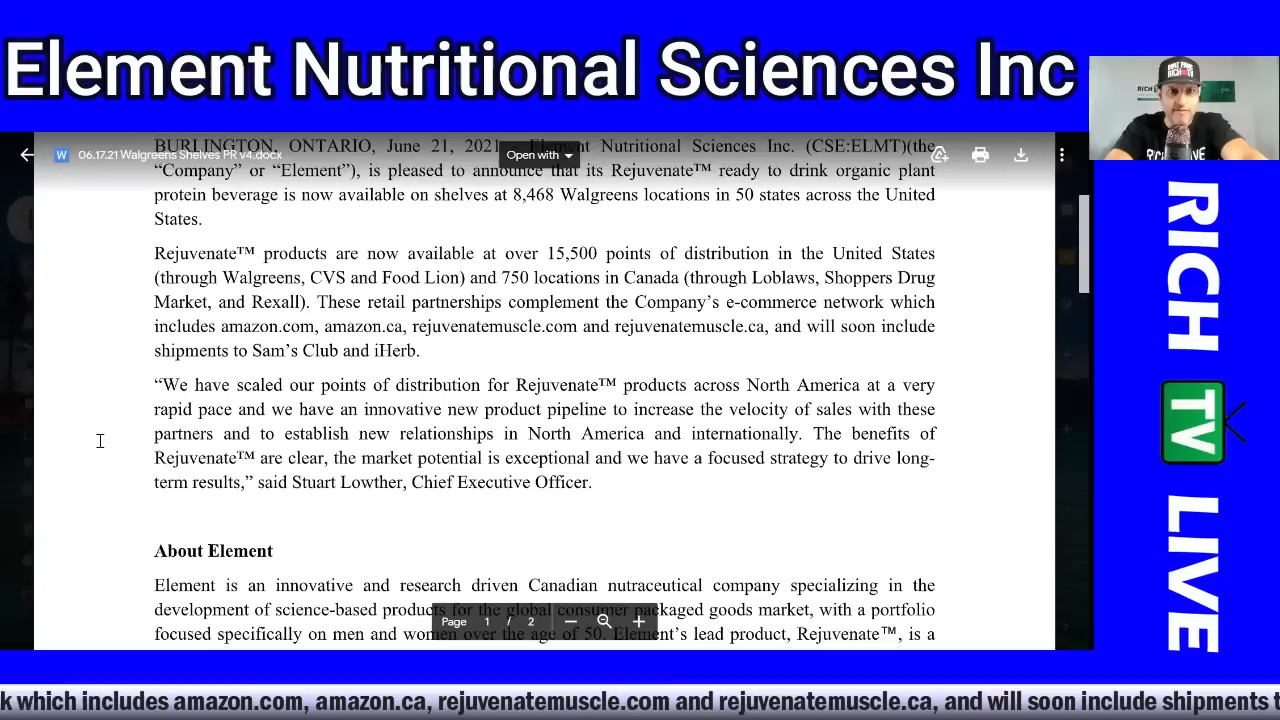 Element Nutritional Sciences Inc
06.17.21 Walgreens Shelves PR v4.docx
Open with
BURLINGTON, ONTARIO, June 21, 2021 Element Nutritional Sciences Inc. (CSE:ELMT)(the
“Company” or “Element”), is pleased to announce that its Rejuvenate™ ready to drink organic plant
protein beverage is now available on shelves at 8,468 Walgreens locations in 50 states across the United
States.
Rejuvenate™ products are now available at over 15,500 points of distribution in the United States
(through Walgreens, CVS and Food Lion) and 750 locations in Canada (through Loblaws, Shoppers Drug
Market, and Rexall). These retail partnerships complement the Company’s e-commerce network which
includes amazon.com, amazon.ca, rejuvenatemuscle.com and rejuvenatemuscle.ca, and will soon include
shipments to Sam’s Club and iHerb.
“We have scaled our points of distribution for Rejuvenate™ products across North America at a very
rapid pace and we have an innovative new product pipeline to increase the velocity of sales with these
partners and to establish new relationships in North America and internationally. The benefits of
Rejuvenate™ are clear, the market potential is exceptional and we have a focused strategy to drive long-
term results,” said Stuart Lowther, Chief Executive Officer.
About Element
Element is an innovative and research driven Canadian nutraceutical company specializing in the
development of science-based products for the global consumer packaged goods market, with a portfolio
focused specifically on men and women over the age of 50. Element’s lead product, Rejuvenate™, is a
Page 1 / 2
RICH TV LIVE
k which includes amazon.com, amazon.ca, rejuvenatemuscle.com and rejuvenatemuscle.ca, and will soon include shipments t